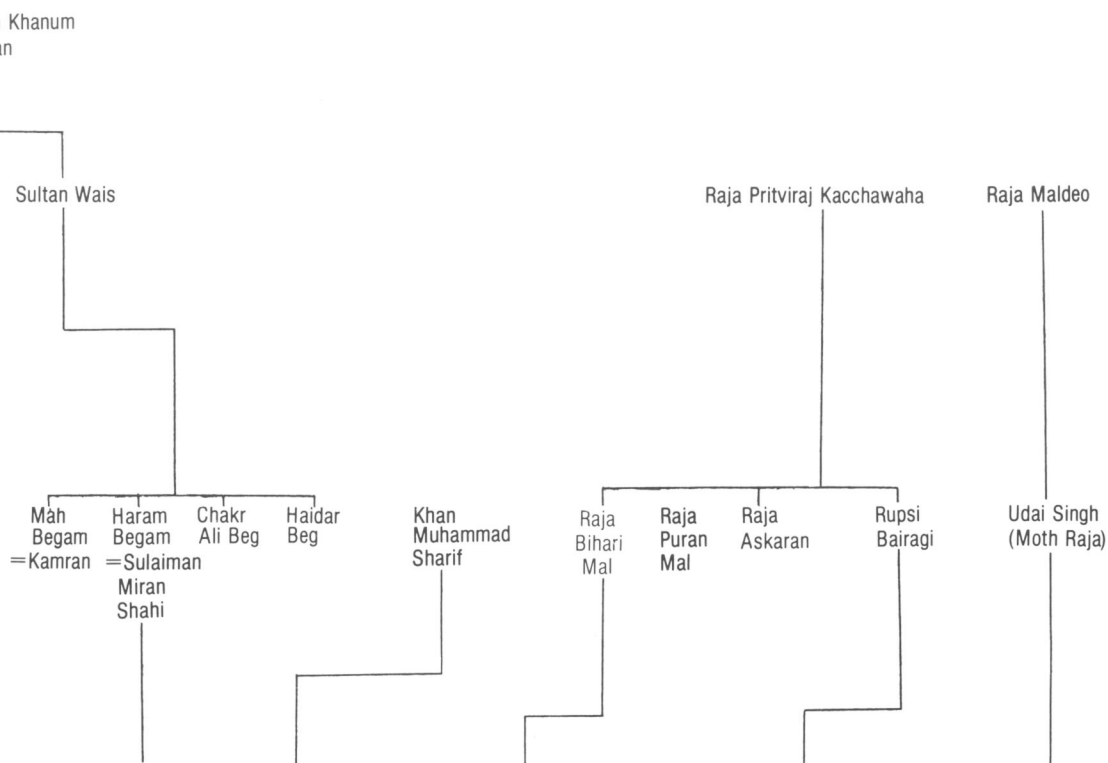 Khanum
an
Sultan Wais
Raja Pritviraj Kacchawaha
Raja Maldeo
Mah
Begam
=Kamran
Haram
Begam
=Sulaiman
Miran
Shahi
Chakr
Ali Beg
Haidar
Beg
Khan
Muhammad
Sharif
Raja
Bihari
Mal
Raja
Puran
Mal
Raja
Askaran
Rupsi
Bairagi
Udai Singh
(Moth Raja)